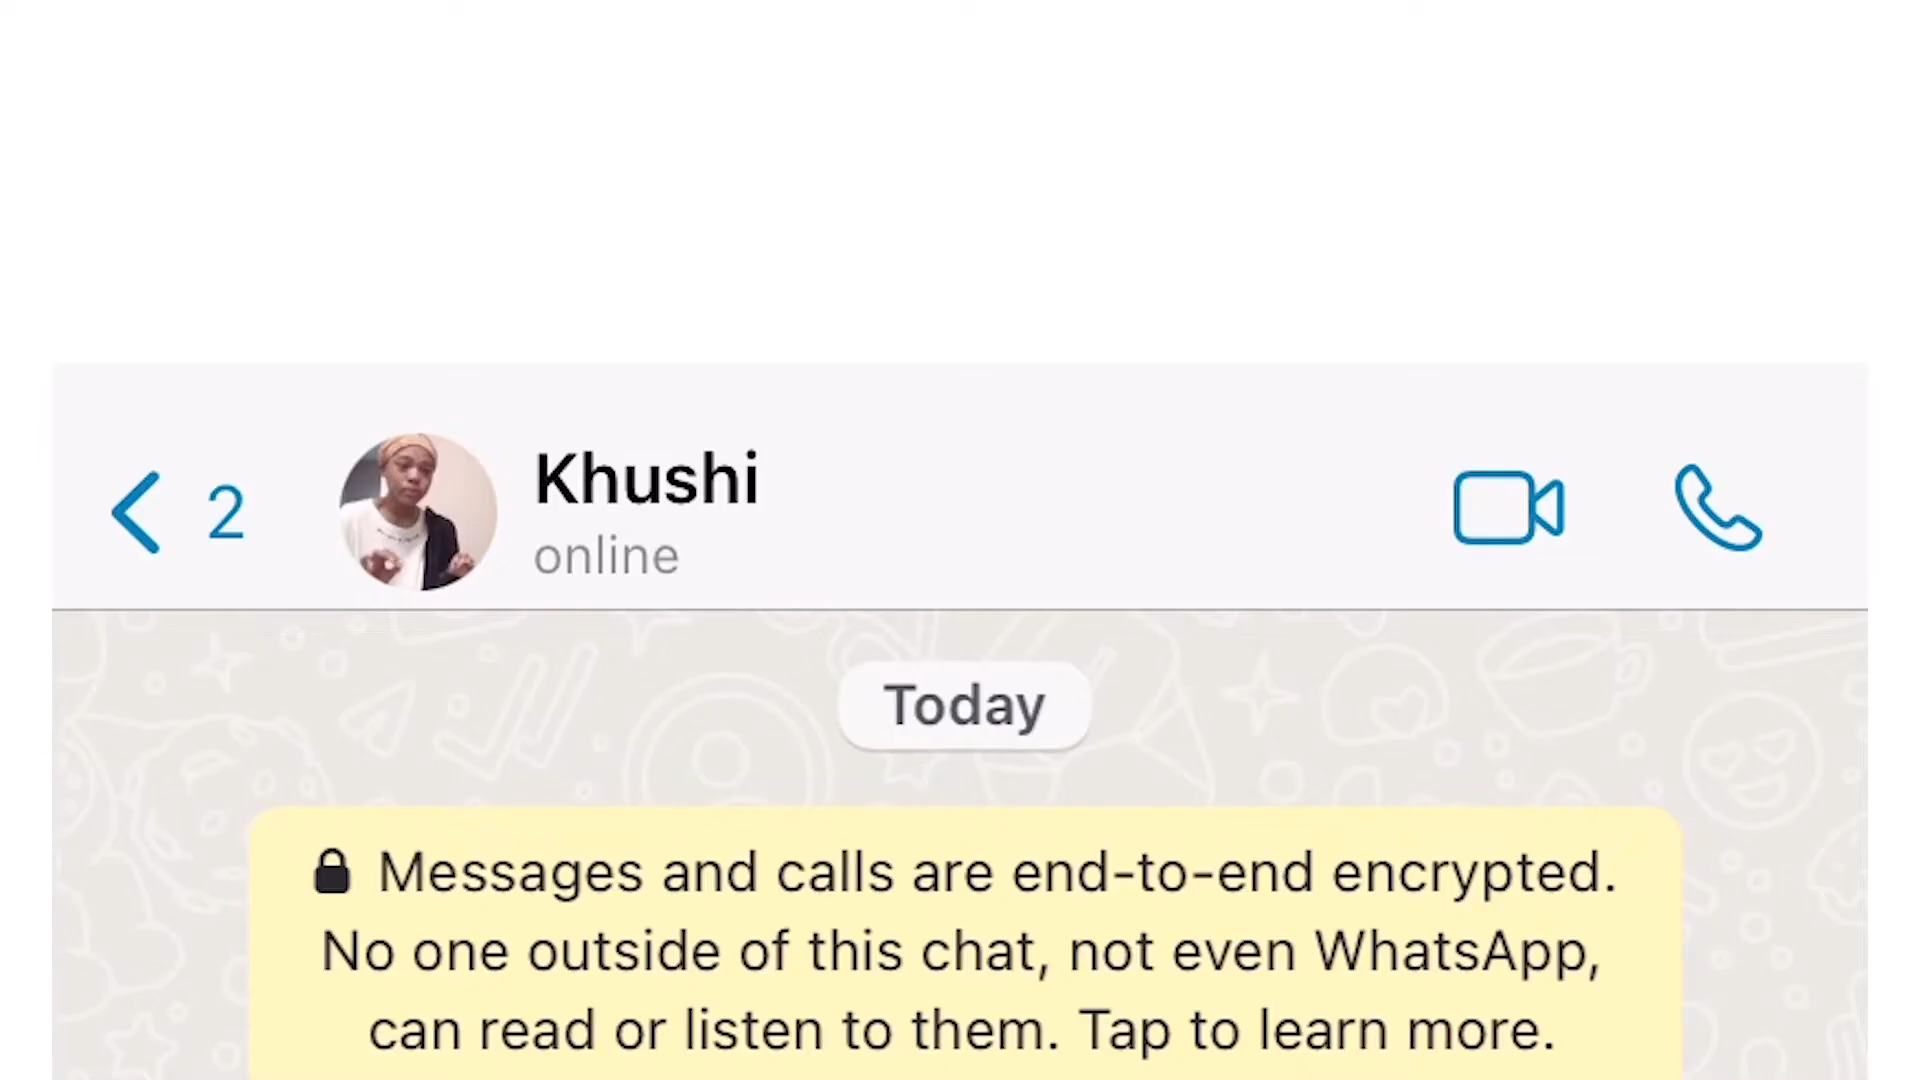 2
Khushi
online
Today
Messages and calls are end-to-end encrypted.
No one outside of this chat, not even WhatsApp,
can read or listen to them. Tap to learn more.